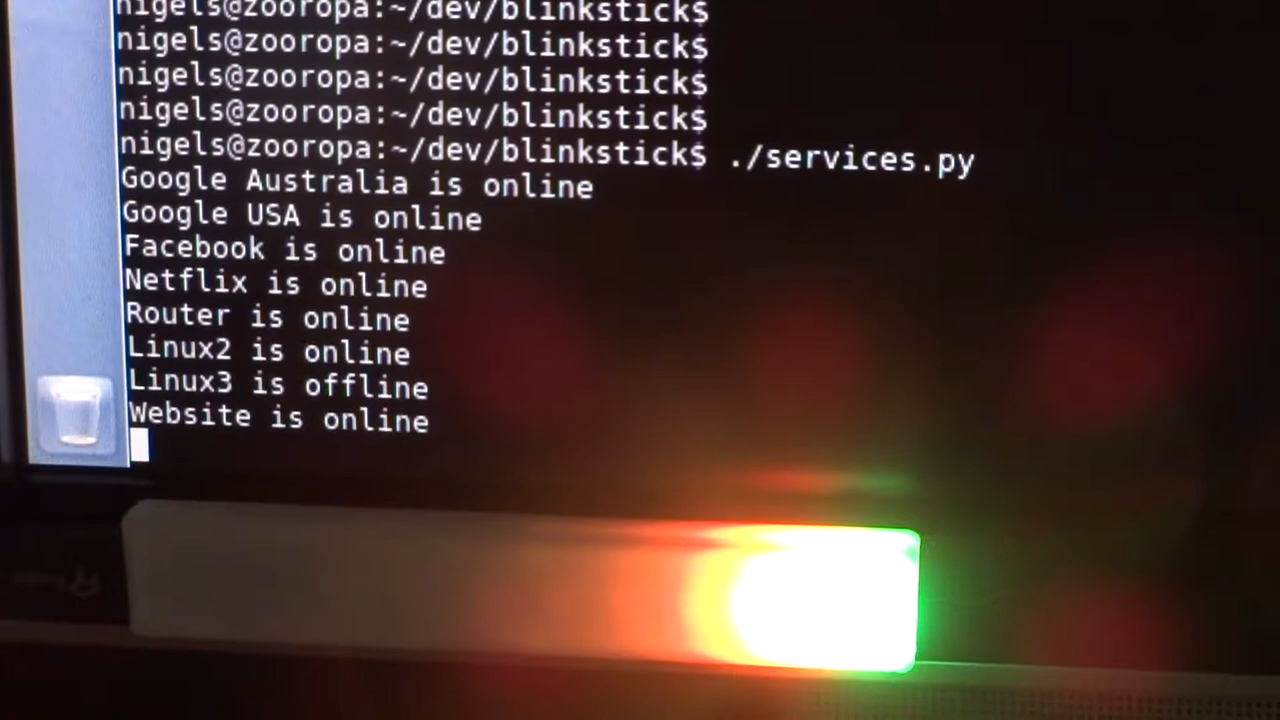 nigels@zooropa:~/dev/blinkstick$
nigels@zooropa:~/dev/blinkstick$
nigels@zooropa:~/dev/blinkstick$
nigels@zooropa:~/dev/blinkstick$
nigels@zooropa:~/dev/blinkstick$ ./services.py
Google Australia is online
Google USA is online
Facebook is online
Netflix is online
Router is online
Linux2 is online
Linux3 is offline
Website is online